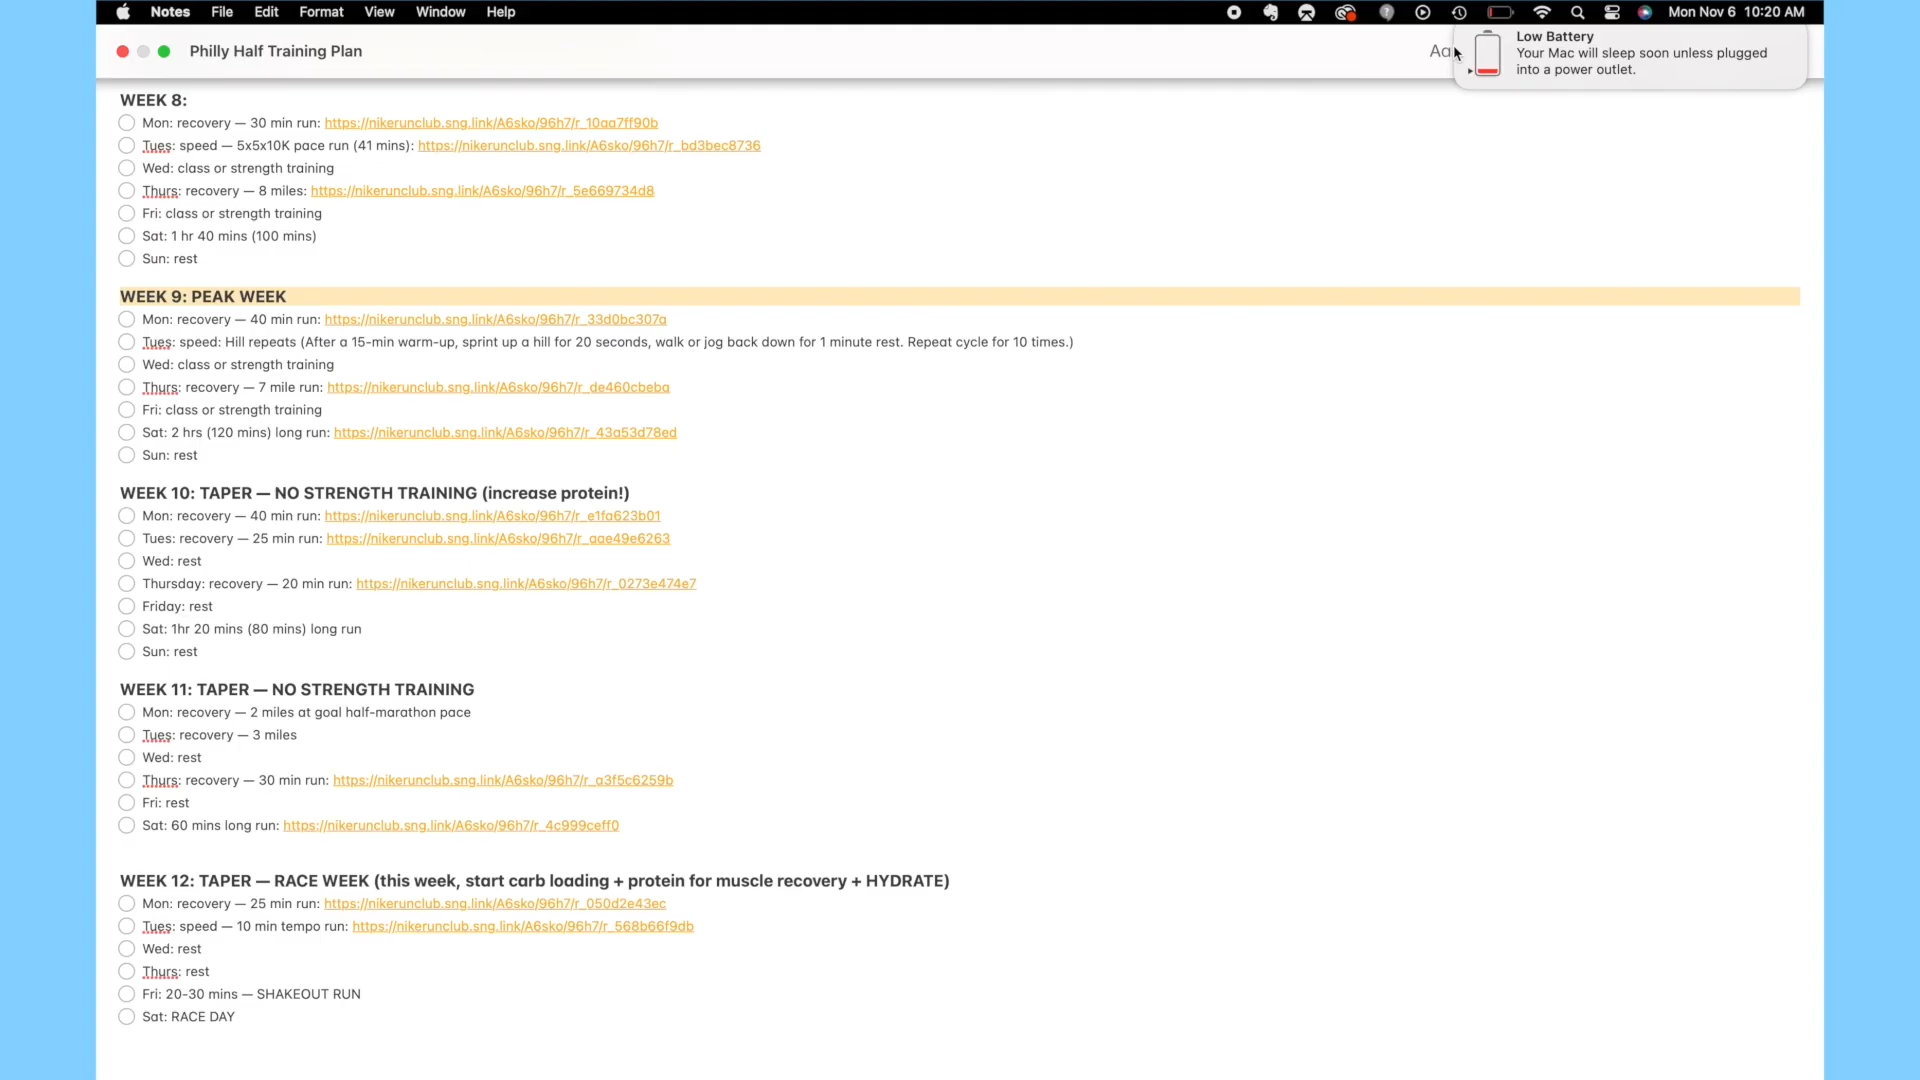 Notes File Edit Format View Window Help Mon Nov 6 10:20 AM
Philly Half Training Plan
Aa
Low Battery
Your Mac will sleep soon unless plugged
into a power outlet.
WEEK 8:
Mon: recovery — 30 min run: https://nikerunclub.sng.link/A6sko/96h7/r_10aa7ff90b
Tues: speed — 5x5x10K pace run (41 mins): https://nikerunclub.sng.link/A6sko/96h7/r_bd3bec8736
Wed: class or strength training
Thurs: recovery — 8 miles: https://nikerunclub.sng.link/A6sko/96h7/r_5e669734d8
Fri: class or strength training
Sat: 1 hr 40 mins (100 mins)
Sun: rest
WEEK 9: PEAK WEEK
Mon: recovery — 40 min run: https://nikerunclub.sng.link/A6sko/96h7/r_33d0bc307a
Tues: speed: Hill repeats (After a 15-min warm-up, sprint up a hill for 20 seconds, walk or jog back down for 1 minute rest. Repeat cycle for 10 times.)
Wed: class or strength training
Thurs: recovery — 7 mile run: https://nikerunclub.sng.link/A6sko/96h7/r_de460cbeba
Fri: class or strength training
Sat: 2 hrs (120 mins) long run: https://nikerunclub.sng.link/A6sko/96h7/r_43a53d78ed
Sun: rest
WEEK 10: TAPER — NO STRENGTH TRAINING (increase protein!)
Mon: recovery — 40 min run: https://nikerunclub.sng.link/A6sko/96h7/r_e1fa623b01
Tues: recovery — 25 min run: https://nikerunclub.sng.link/A6sko/96h7/r_aae49e6263
Wed: rest
Thursday: recovery — 20 min run: https://nikerunclub.sng.link/A6sko/96h7/r_0273e474e7
Friday: rest
Sat: 1hr 20 mins (80 mins) long run
Sun: rest
WEEK 11: TAPER — NO STRENGTH TRAINING
Mon: recovery — 2 miles at goal half-marathon pace
Tues: recovery — 3 miles
Wed: rest
Thurs: recovery — 30 min run: https://nikerunclub.sng.link/A6sko/96h7/r_a3f5c6259b
Fri: rest
Sat: 60 mins long run: https://nikerunclub.sng.link/A6sko/96h7/r_4c999ceff0
WEEK 12: TAPER — RACE WEEK (this week, start carb loading + protein for muscle recovery + HYDRATE)
Mon: recovery — 25 min run: https://nikerunclub.sng.link/A6sko/96h7/r_050d2e43ec
Tues: speed — 10 min tempo run: https://nikerunclub.sng.link/A6sko/96h7/r_568b66f9db
Wed: rest
Thurs: rest
Fri: 20-30 mins — SHAKEOUT RUN
Sat: RACE DAY